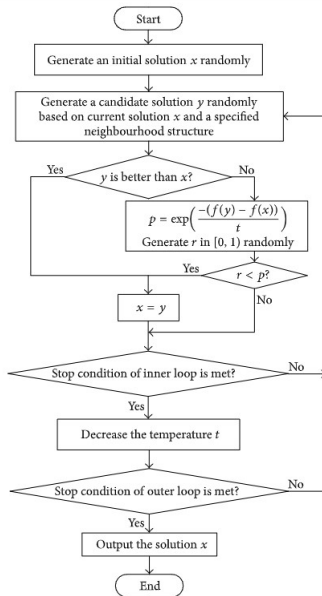 Start
Generate an initial solution x randomly
Generate a candidate solution y randomly
based on current solution x and a specified
neighbourhood structure
Yes
y is better than x?
No
p = exp(−(f(y) − f(x))/t)
Generate r in [0, 1) randomly
Yes
r < p?
No
x = y
Stop condition of inner loop is met?
No
Yes
Decrease the temperature t
Stop condition of outer loop is met?
No
Yes
Output the solution x
End